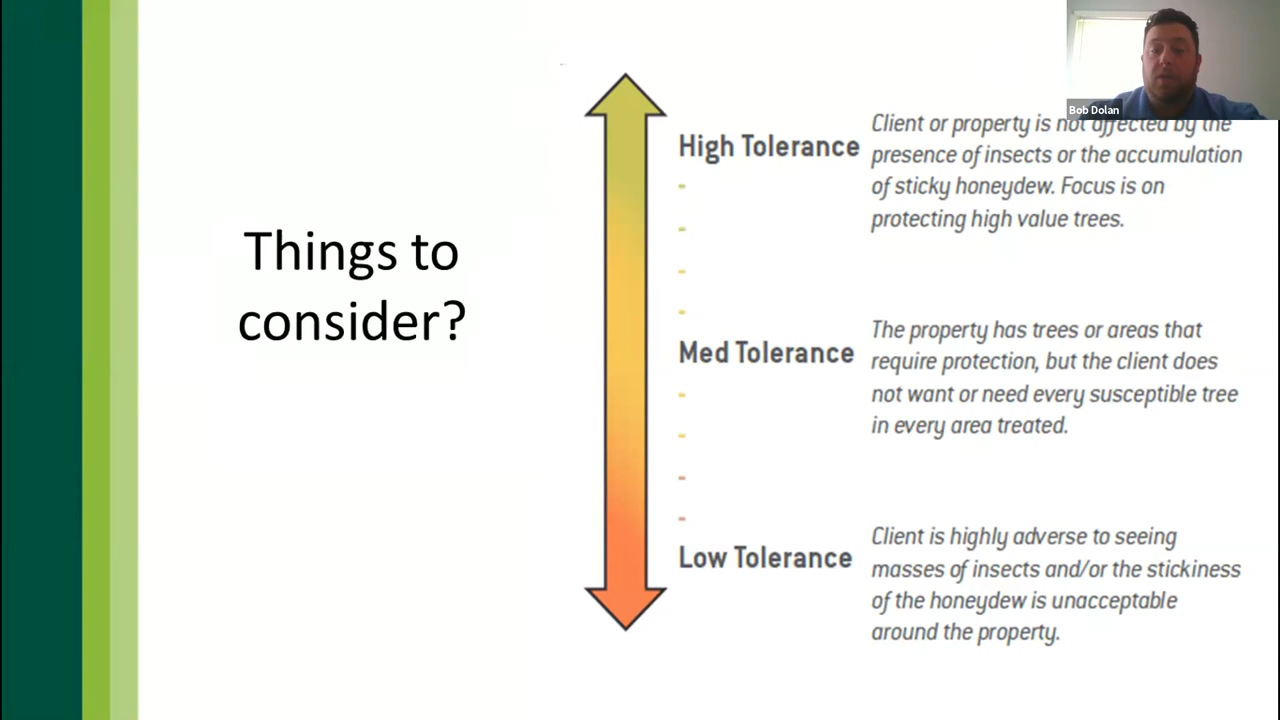 Bob Dolan
Things to
consider?
High Tolerance
Client or property is not affected by the
presence of insects or the accumulation
of sticky honeydew. Focus is on
protecting high value trees.
-
-
-
-
Med Tolerance
The property has trees or areas that
require protection, but the client does
not want or need every susceptible tree
in every area treated.
-
-
-
-
Low Tolerance
Client is highly adverse to seeing
masses of insects and/or the stickiness
of the honeydew is unacceptable
around the property.